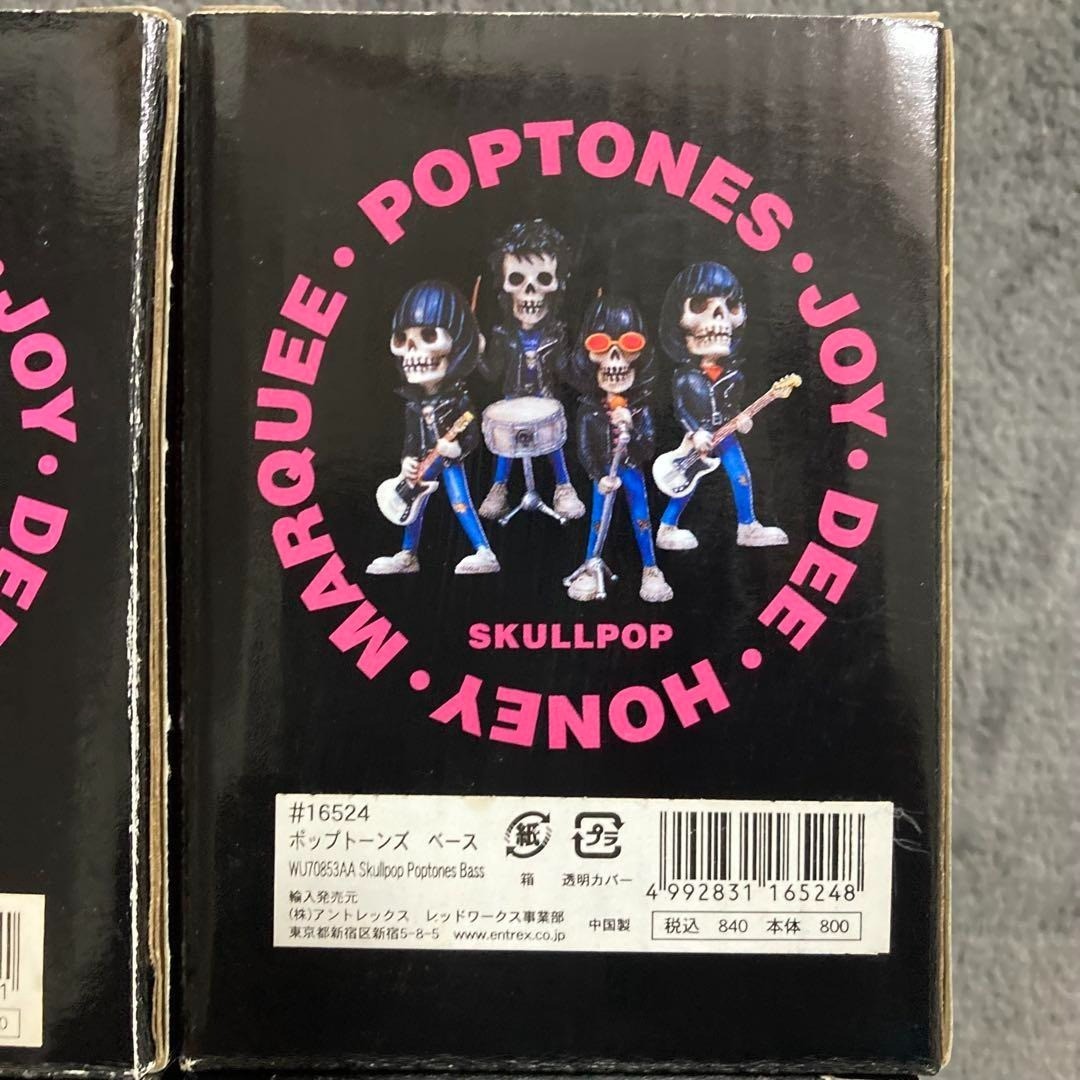 JOY • DEE
1
0
POPTONES • JOY • DEE • HONEY • MARQUEE •
SKULLPOP
#16524
ポップトーンズ ベース
WU70853AA Skullpop Poptones Bass
紙
箱
プラ
透明カバー
4 992831 165248
輸入発売元
(株)アントレックス レッドワークス事業部
東京都新宿区新宿5-8-5 www.entrex.co.jp
中国製
税込 840 本体 800